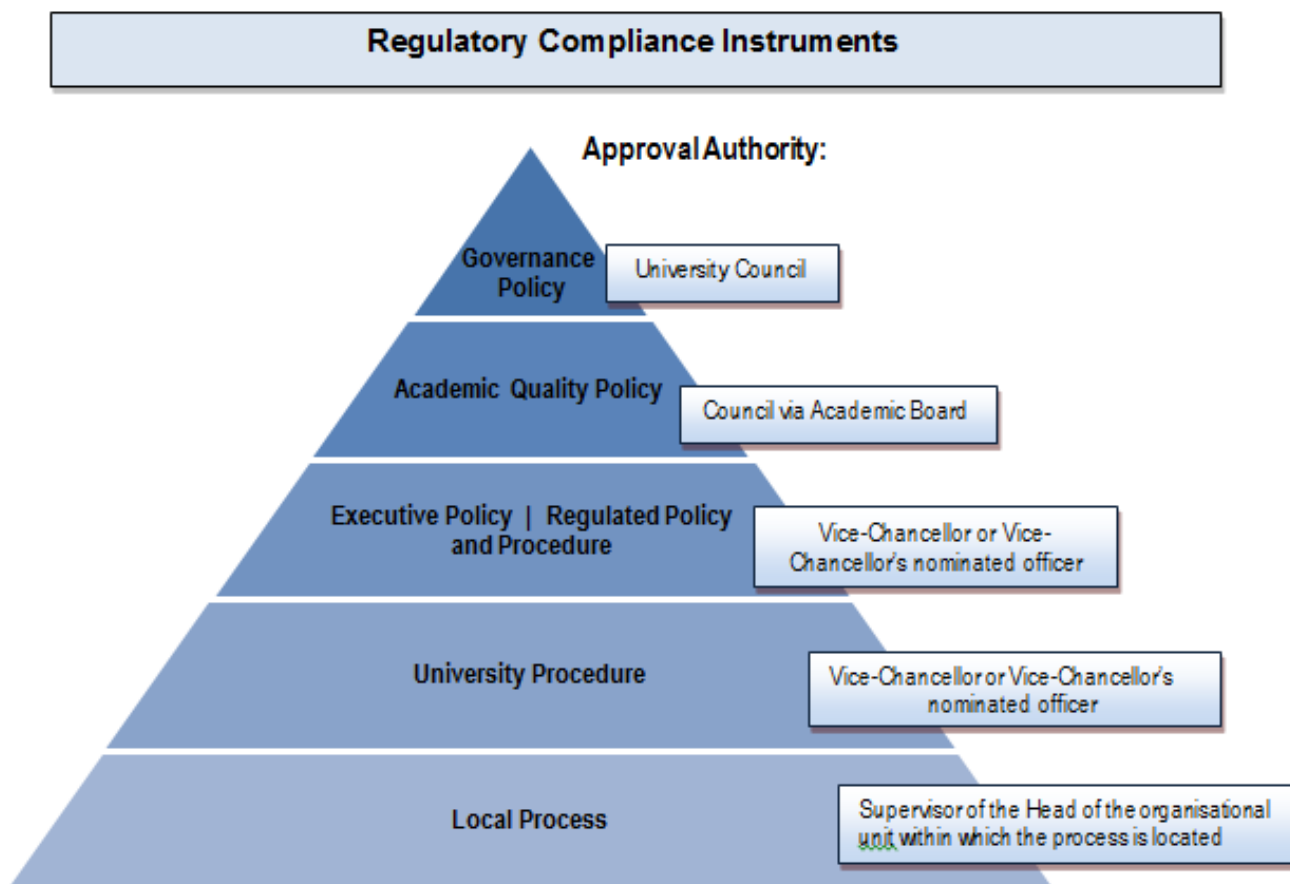 Regulatory Compliance Instruments
Approval Authority:
Governance
Policy
University Council
Academic Quality Policy
Council via Academic Board
Executive Policy | Regulated Policy
and Procedure
Vice-Chancellor or Vice-
Chancellor's nominated officer
University Procedure
Vice-Chancellor or Vice-Chancellor's
nominated officer
Local Process
Supervisor of the Head of the organisational
unit within which the process is located